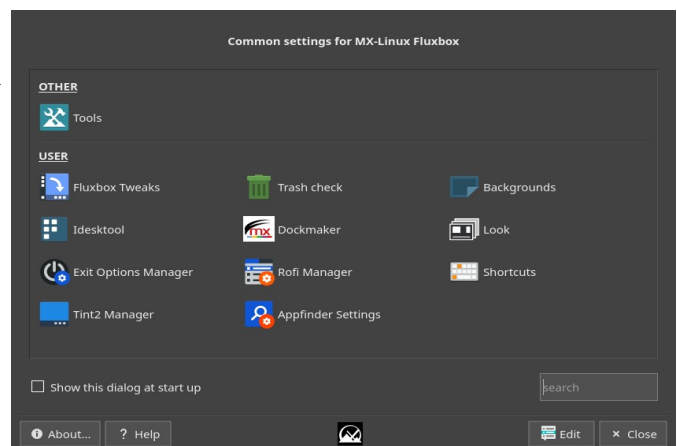 Common settings for MX-Linux Fluxbox
OTHER
Tools
USER
Fluxbox Tweaks
Trash check
Backgrounds
Idesktool
mx
Dockmaker
Look
Exit Options Manager
Rofi Manager
Shortcuts
Tint2 Manager
Appfinder Settings
Show this dialog at start up
search
About...
? Help
Edit
× Close